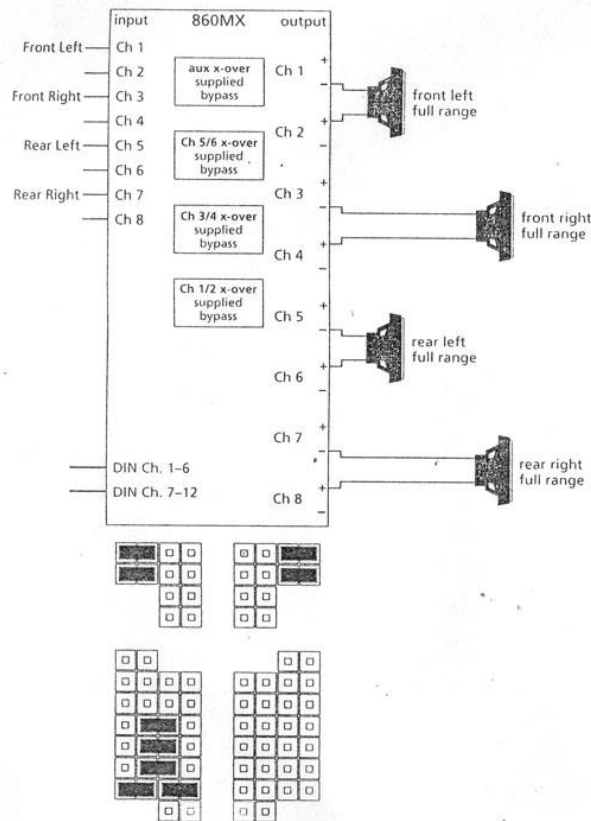 input 860MX output
Front Left
Ch 1
Ch 2
Front Right
Ch 3
Ch 4
Rear Left
Ch 5
Ch 6
Rear Right
Ch 7
Ch 8
aux x-over
supplied
bypass
Ch 5/6 x-over
supplied
bypass
Ch 3/4 x-over
supplied
bypass
Ch 1/2 x-over
supplied
bypass
DIN Ch. 1–6
DIN Ch. 7–12
+
Ch 1
–
+
Ch 2
–
+
Ch 3
–
+
Ch 4
–
+
Ch 5
–
+
Ch 6
–
+
Ch 7
–
+
Ch 8
–
front left
full range
front right
full range
rear left
full range
rear right
full range